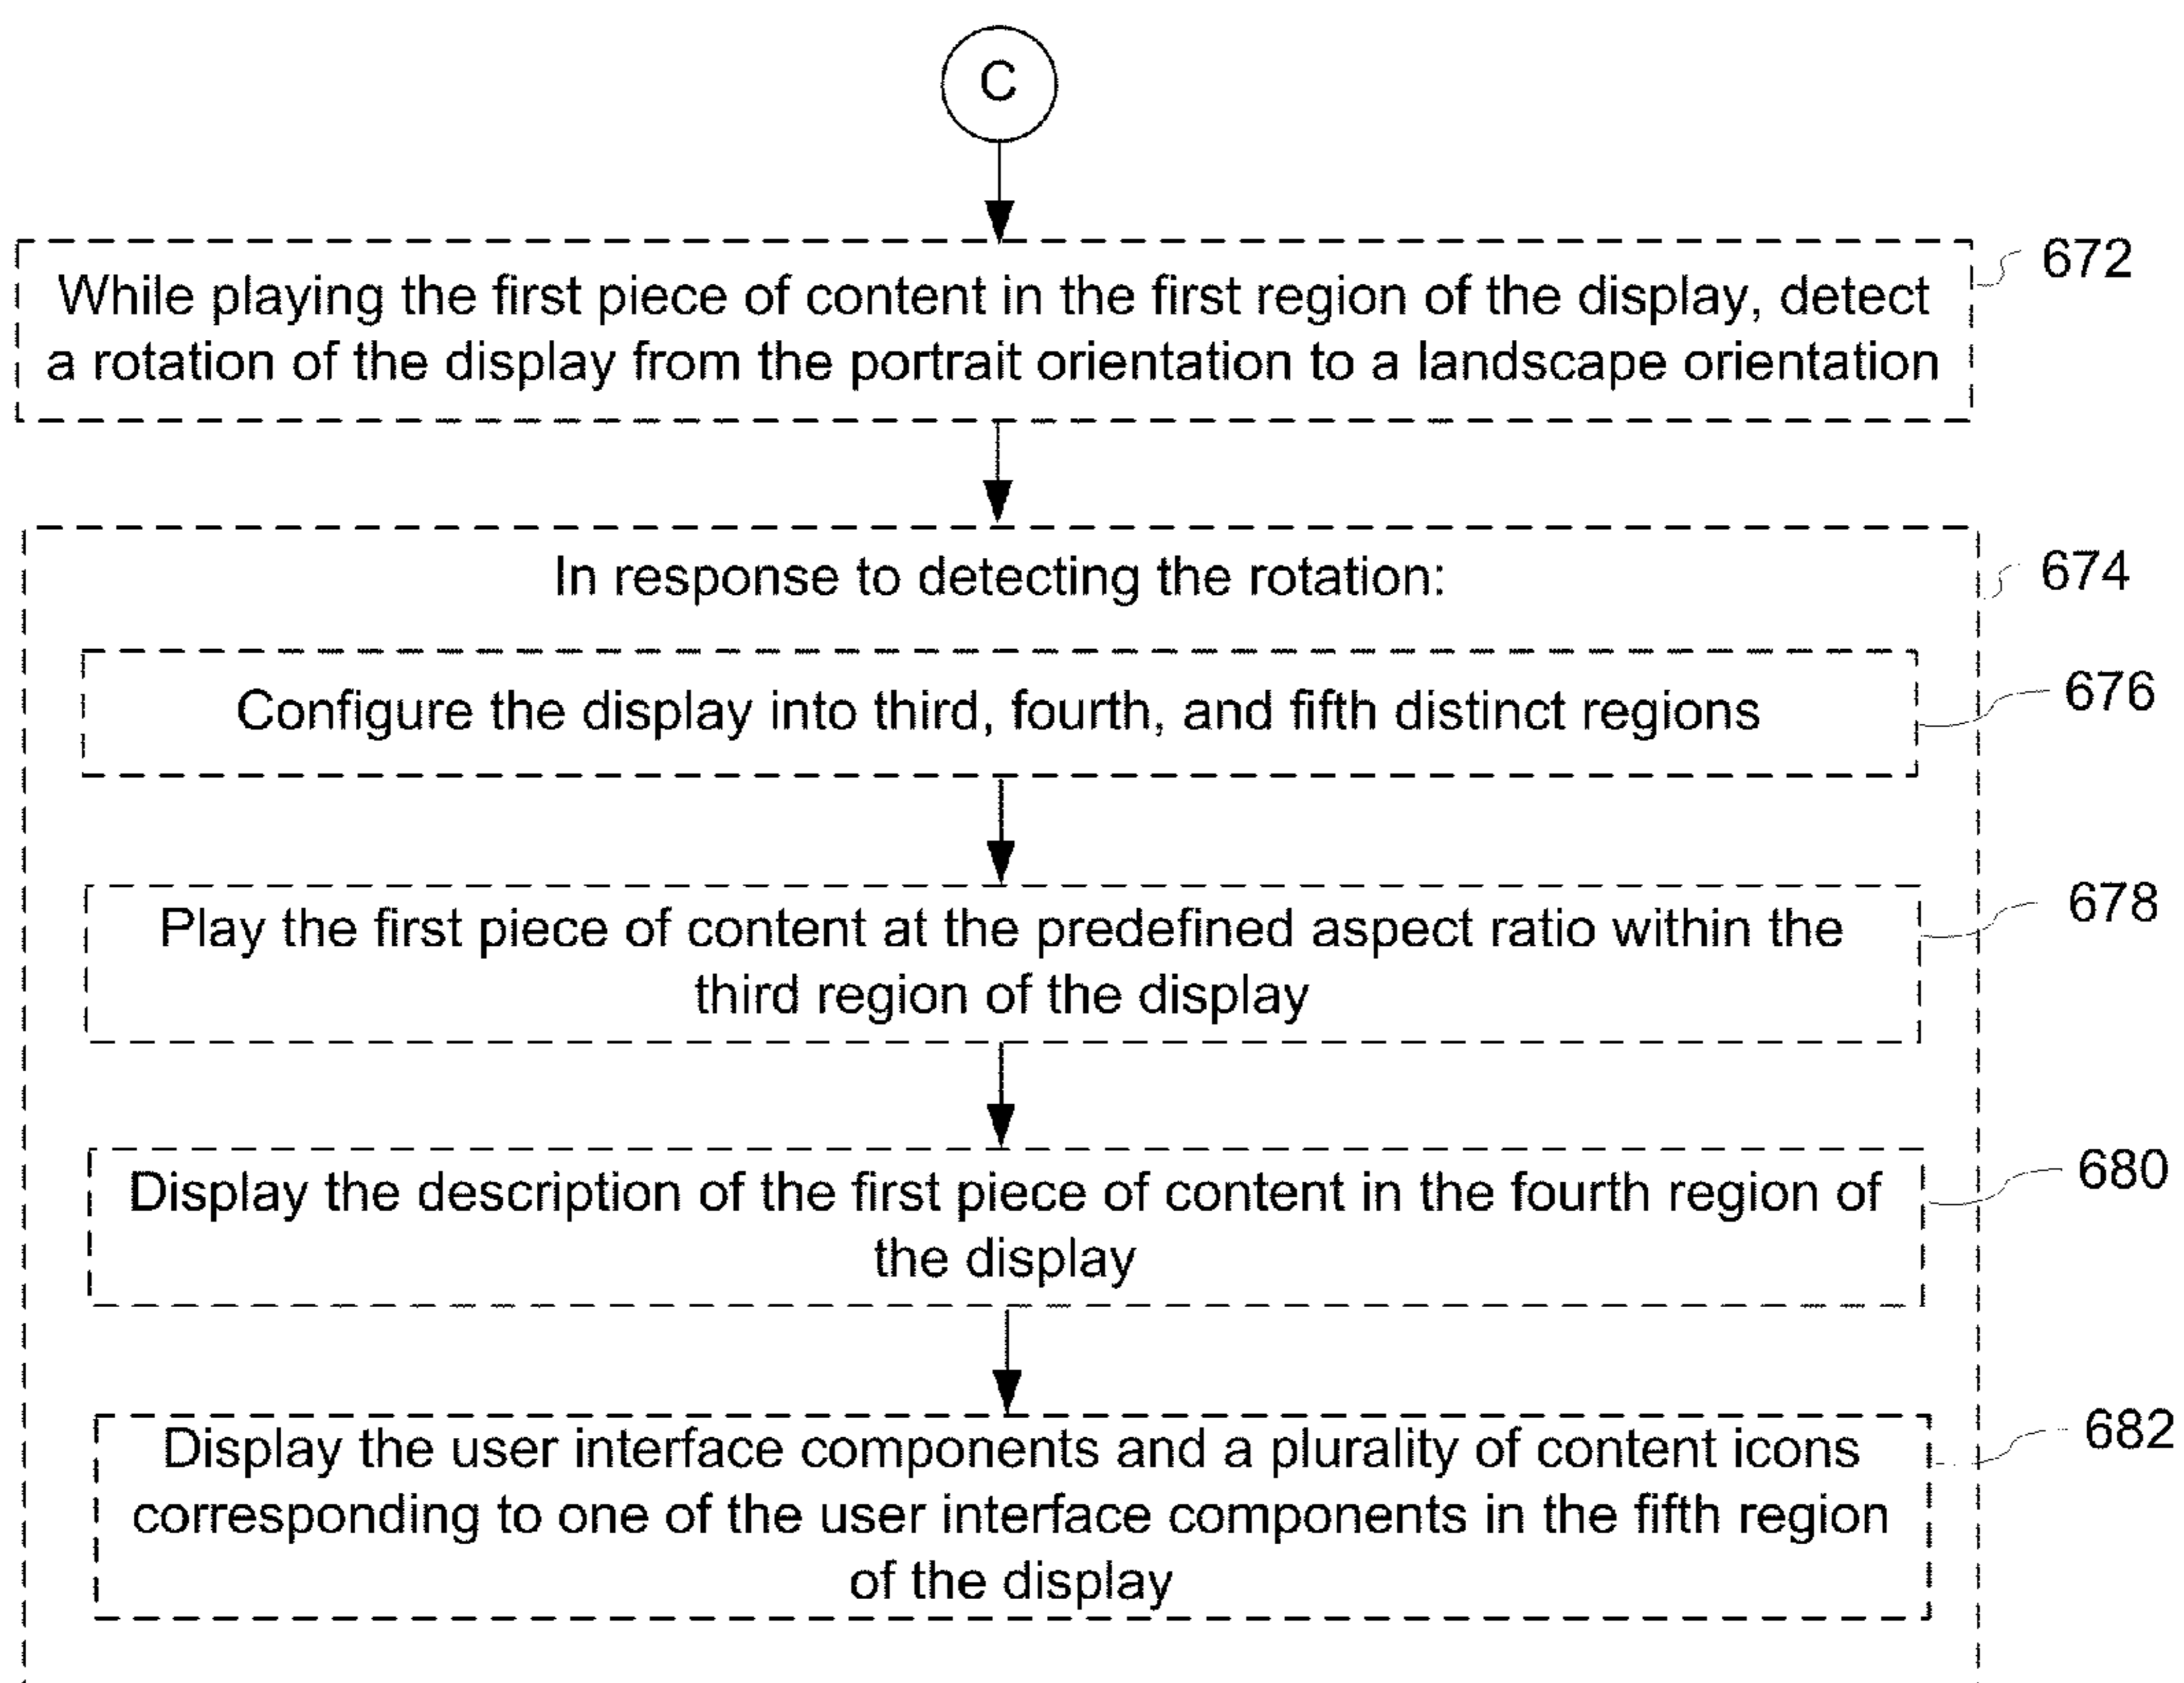 C
While playing the first piece of content in the first region of the display, detect
a rotation of the display from the portrait orientation to a landscape orientation
672
In response to detecting the rotation:
674
Configure the display into third, fourth, and fifth distinct regions
676
Play the first piece of content at the predefined aspect ratio within the
third region of the display
678
Display the description of the first piece of content in the fourth region of
the display
680
Display the user interface components and a plurality of content icons
corresponding to one of the user interface components in the fifth region
of the display
682